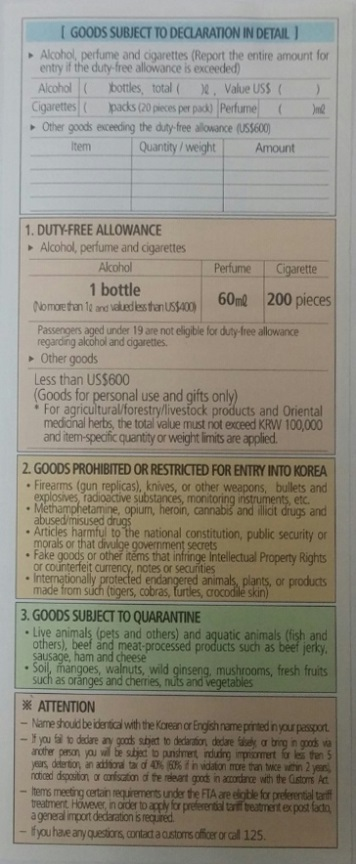 [ GOODS SUBJECT TO DECLARATION IN DETAIL ]
▸ Alcohol, perfume and cigarettes (Report the entire amount for
entry if the duty-free allowance is exceeded)
Alcohol ( )bottles, total ( )ℓ, Value US$ ( )
Cigarettes ( )packs (20 pieces per pack) Perfume ( )㎖
▸ Other goods exceeding the duty-free allowance (US$600)
Item Quantity / weight Amount
1. DUTY-FREE ALLOWANCE
▸ Alcohol, perfume and cigarettes
Alcohol Perfume Cigarette
1 bottle
(No more than 1ℓ and valued less than US$400)
60㎖ 200 pieces
Passengers aged under 19 are not eligible for duty-free allowance
regarding alcohol and cigarettes.
▸ Other goods
Less than US$600
(Goods for personal use and gifts only)
* For agricultural/forestry/livestock products and Oriental
medicinal herbs, the total value must not exceed KRW 100,000
and item-specific quantity or weight limits are applied.
2. GOODS PROHIBITED OR RESTRICTED FOR ENTRY INTO KOREA
• Firearms (gun replicas), knives, or other weapons, bullets and
explosives, radioactive substances, monitoring instruments, etc.
• Methamphetamine, opium, heroin, cannabis and illicit drugs and
abused/misused drugs
• Articles harmful to the national constitution, public security or
morals or that divulge government secrets
• Fake goods or other items that infringe Intellectual Property Rights
or counterfeit currency, notes or securities
• Internationally protected endangered animals, plants, or products
made from such (tigers, cobras, turtles, crocodile skin)
3. GOODS SUBJECT TO QUARANTINE
• Live animals (pets and others) and aquatic animals (fish and
others), beef and meat-processed products such as beef jerky,
sausage, ham and cheese
• Soil, mangoes, walnuts, wild ginseng, mushrooms, fresh fruits
such as oranges and cherries, nuts and vegetables
※ ATTENTION
– Name should be identical with the Korean or English name printed in your passport.
– If you fail to declare any goods subject to declaration, declare falsely, or bring in goods via
another person, you will be subject to punishment, including imprisonment for less than 5
years, detention, an additional tax of 40% (60% if in violation more than twice within 2 years),
noticed disposition, or confiscation of the relevant goods in accordance with the Customs Act.
– Items meeting certain requirements under the FTA are eligible for preferential tariff
treatment. However, in order to apply for preferential tariff treatment ex post facto,
a general import declaration is required.
– If you have any questions, contact a customs officer or call 125.